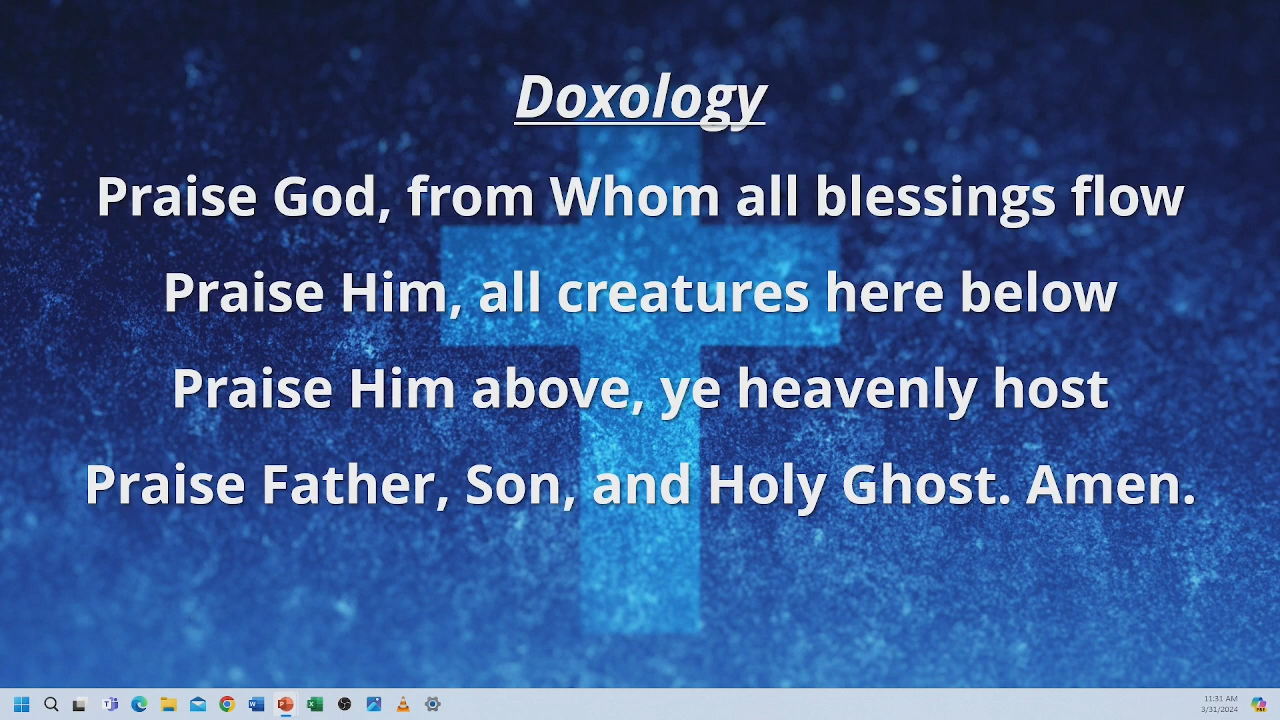 Doxology
Praise God, from Whom all blessings flow
Praise Him, all creatures here below
Praise Him above, ye heavenly host
Praise Father, Son, and Holy Ghost. Amen.
11:31 AM
3/31/2024